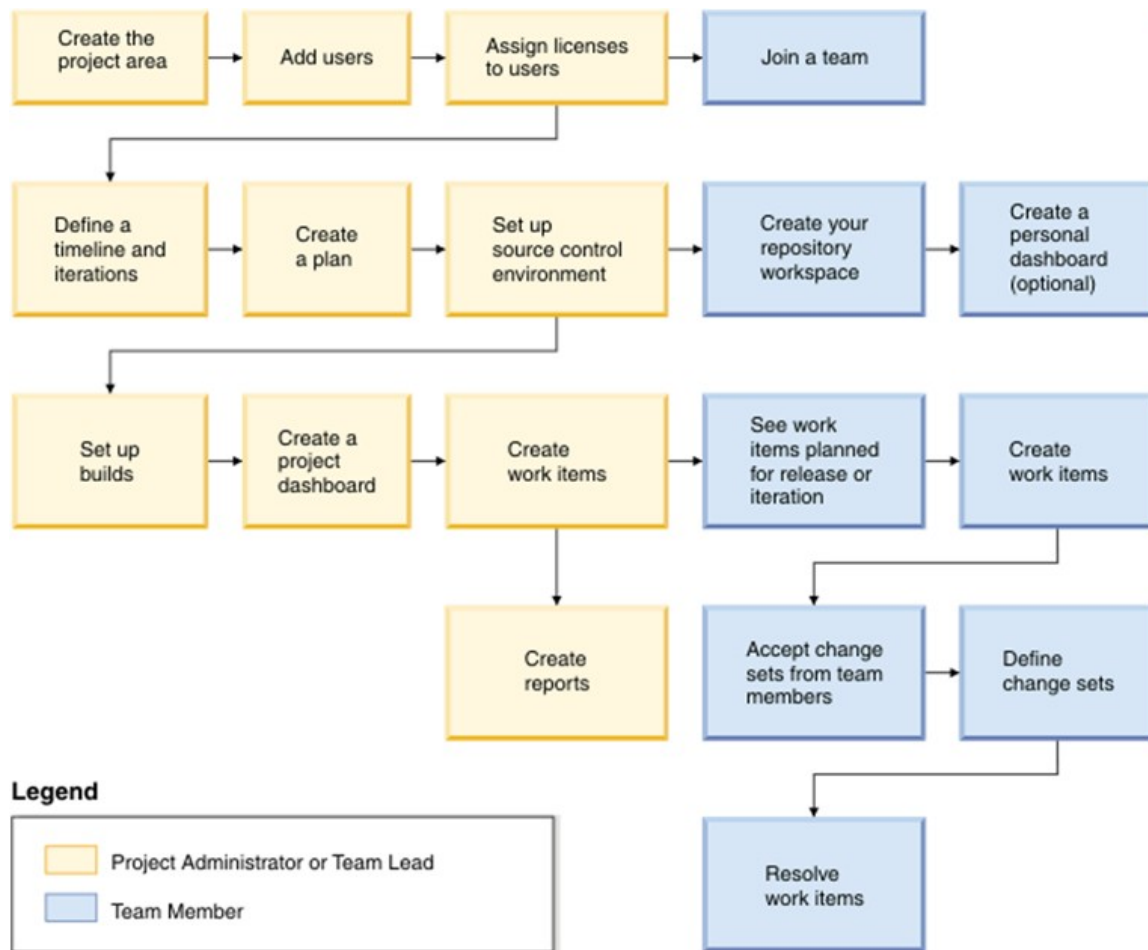 Create the
project area
Add users
Assign licenses
to users
Join a team
Define a
timeline and
iterations
Create
a plan
Set up
source control
environment
Create your
repository
workspace
Create a
personal
dashboard
(optional)
Set up
builds
Create a
project
dashboard
Create
work items
See work
items planned
for release or
iteration
Create
work items
Create
reports
Accept change
sets from team
members
Define
change sets
Legend
Project Administrator or Team Lead
Team Member
Resolve
work items